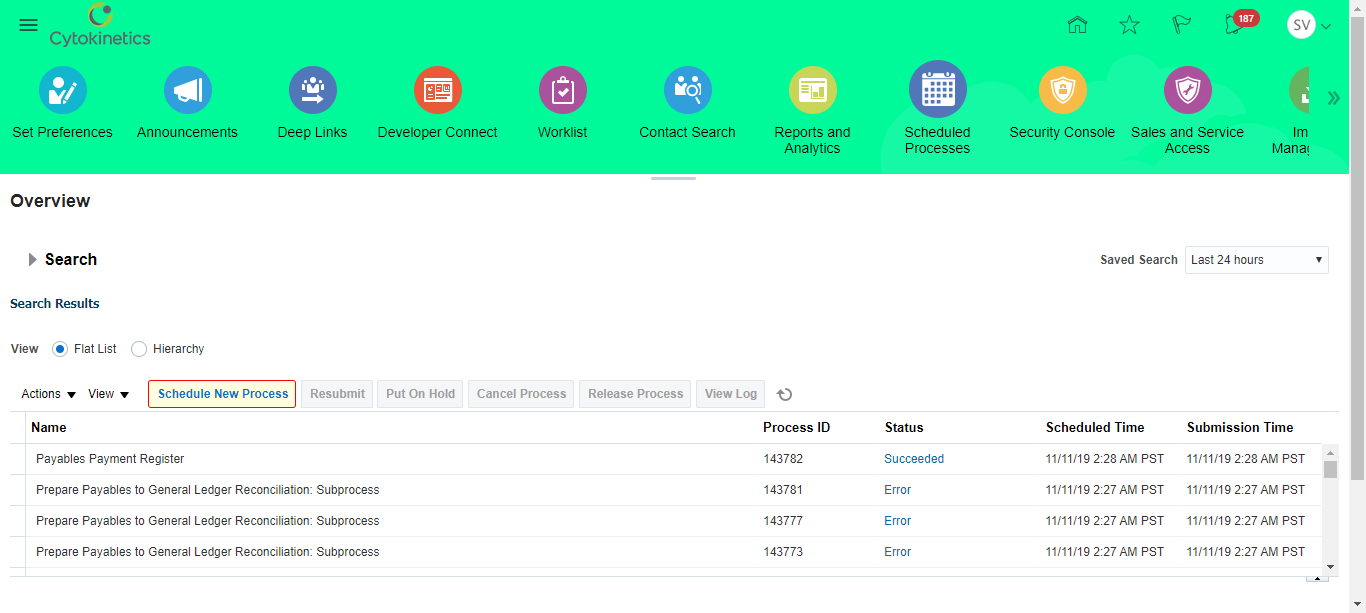 Cytokinetics
187
SV
Set Preferences
Announcements
Deep Links
Developer Connect
Worklist
Contact Search
Reports and Analytics
Scheduled Processes
Security Console
Sales and Service Access
Im
Manag
Overview
Search
Saved Search Last 24 hours
Search Results
View Flat List Hierarchy
Actions View Schedule New Process Resubmit Put On Hold Cancel Process Release Process View Log
Name Process ID Status Scheduled Time Submission Time
Payables Payment Register 143782 Succeeded 11/11/19 2:28 AM PST 11/11/19 2:28 AM PST
Prepare Payables to General Ledger Reconciliation: Subprocess 143781 Error 11/11/19 2:27 AM PST 11/11/19 2:27 AM PST
Prepare Payables to General Ledger Reconciliation: Subprocess 143777 Error 11/11/19 2:27 AM PST 11/11/19 2:27 AM PST
Prepare Payables to General Ledger Reconciliation: Subprocess 143773 Error 11/11/19 2:27 AM PST 11/11/19 2:27 AM PST